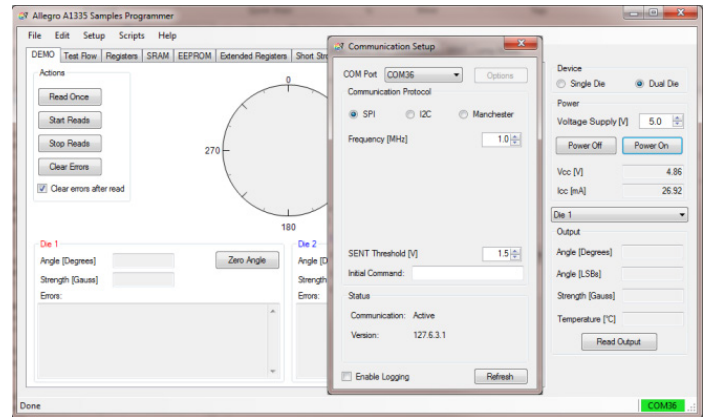 Allegro A1335 Samples Programmer
File Edit Setup Scripts Help
DEMO Test Row Registers SRAM EEPROM Extended Registers Short Str
Actions
Read Once
Start Reads
Stop Reads
Clear Errors
Clear errors after read
0
270
180
Die 1
Angle [Degrees]
Zero Angle
Strength [Gauss]
Errors:
Die 2
Angle [D
Strength
Errors:
Communication Setup
COM Port COM36 Options
Communication Protocol
SPI I2C Manchester
Frequency [MHz] 1.0
SENT Threshold [V] 1.5
Initial Command:
Status
Communication: Active
Version: 127.6.3.1
Enable Logging Refresh
Device
Single Die Dual Die
Power
Voltage Supply [V] 5.0
Power Off Power On
Vcc [V] 4.86
Icc [mA] 26.92
Die 1
Output
Angle [Degrees]
Angle [LSBs]
Strength [Gauss]
Temperature [°C]
Read Output
Done COM36